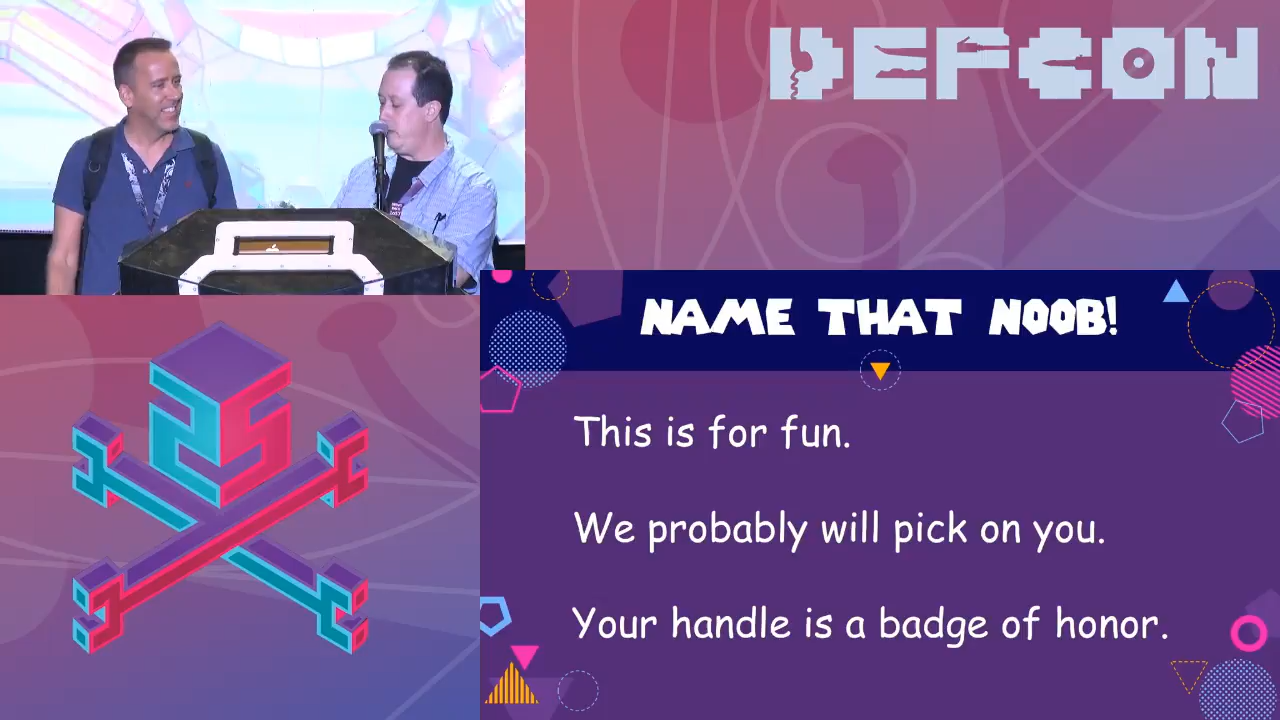 DEFCON
NAME THAT NOOB!
This is for fun.
We probably will pick on you.
Your handle is a badge of honor.
25